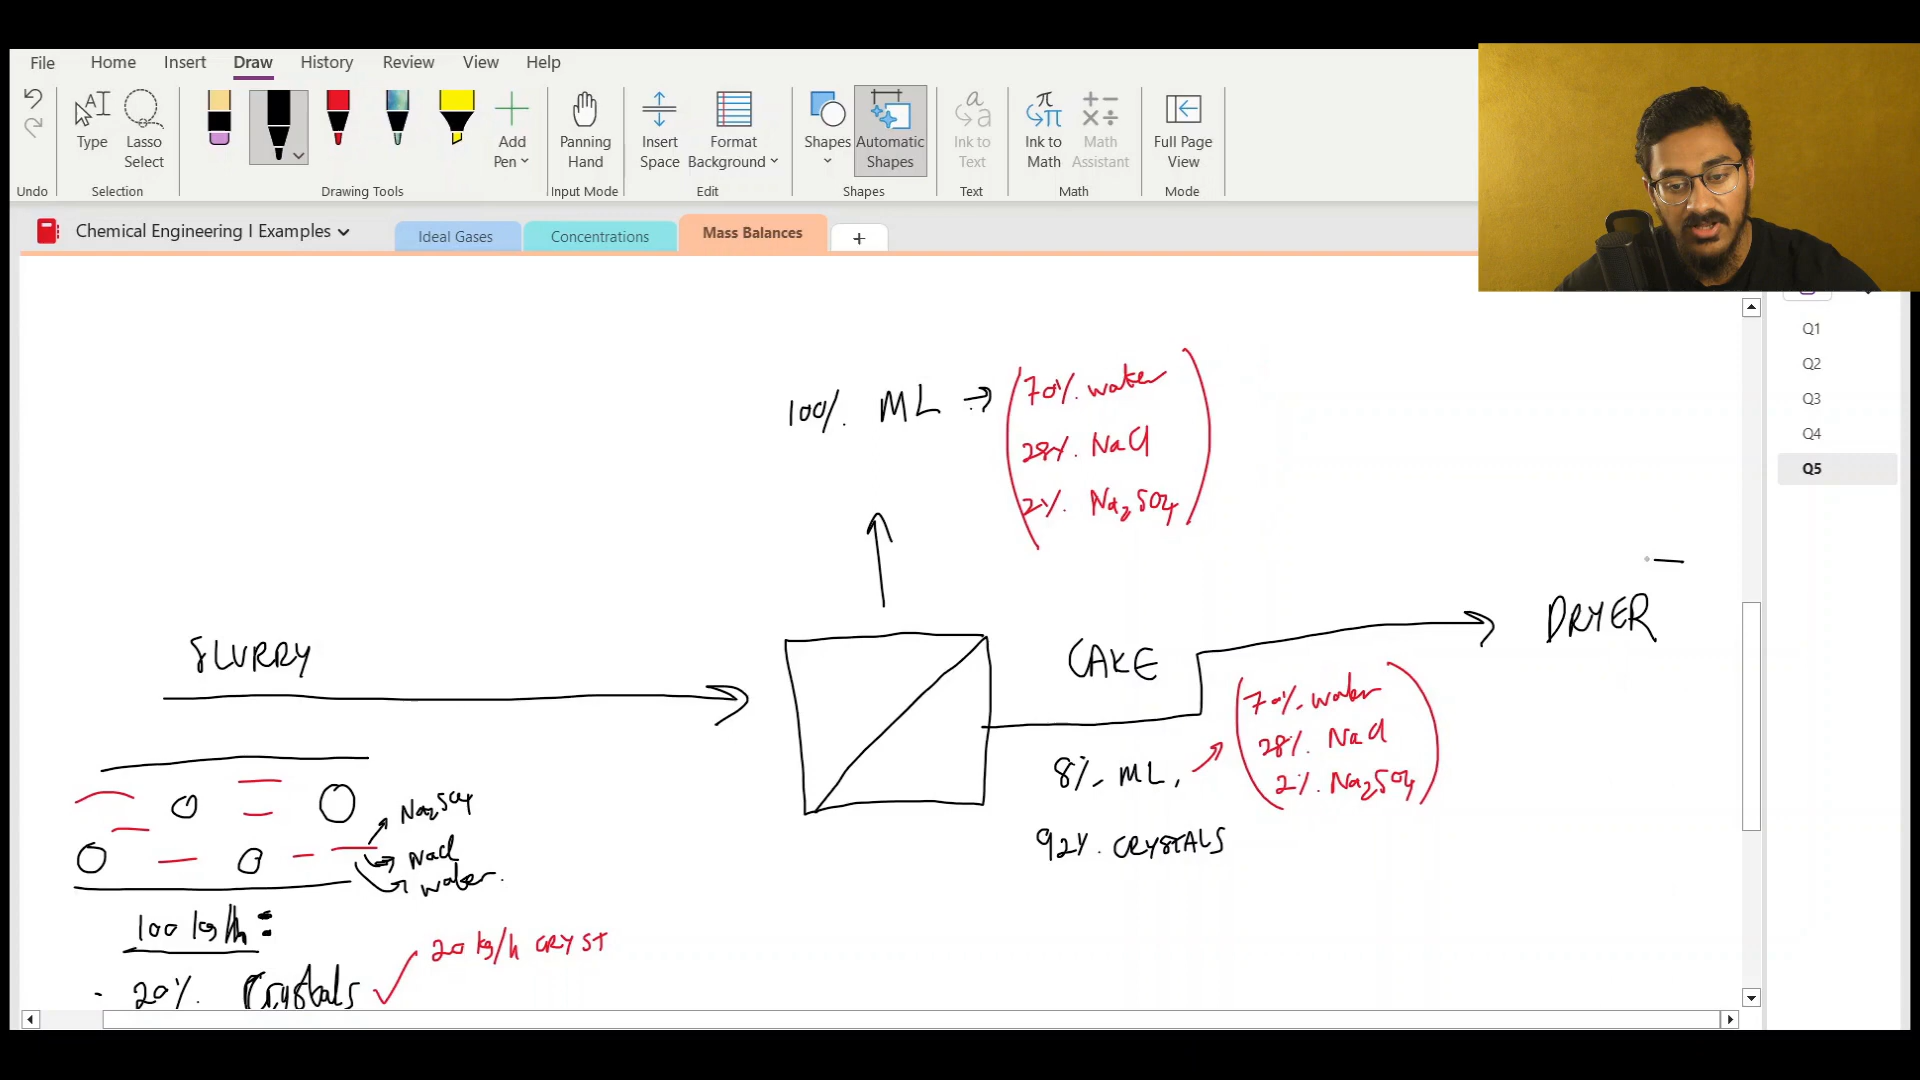 File Home Insert Draw History Review View Help
Type
Lasso Select
Add Pen
Panning Hand
Insert Space
Format Background
Shapes
Automatic Shapes
Ink to Text
Ink to Math
Math Assistant
Full Page View
Undo Selection Drawing Tools Input Mode Edit Shapes Text Math Mode
Chemical Engineering I Examples Ideal Gases Concentrations Mass Balances +
Q1
Q2
Q3
Q4
Q5
100%. ML → 70%. water
28%. NaCl
2%. Na2SO4
DRYER
SLURRY
CAKE
70%. water
28%. NaCl
2%. Na2SO4
8%. ML,
92%. CRYSTALS
Na2SO4
NaCl
water.
100 kg/h :
20 kg/h CRYST
- 20%. Crystals ✓